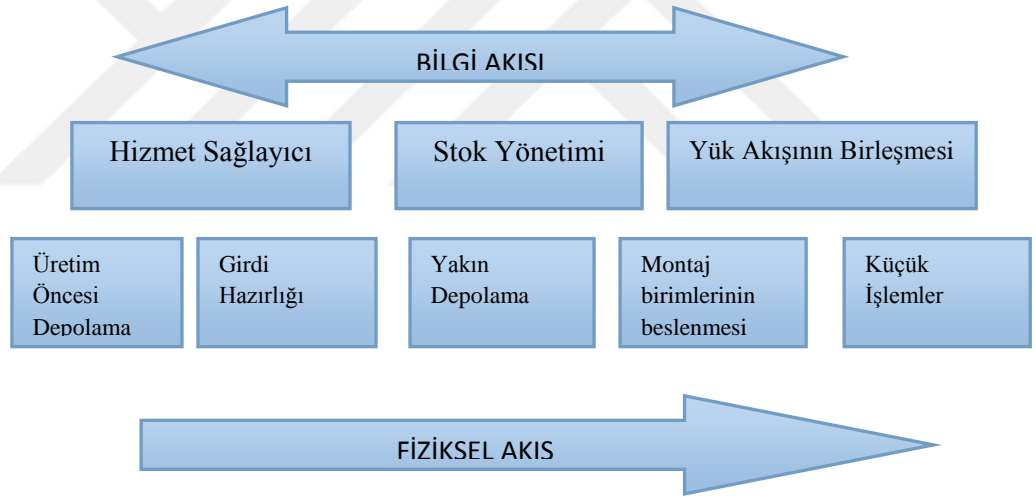 BİLGİ AKISI
Hizmet Sağlayıcı
Stok Yönetimi
Yük Akışının Birleşmesi
Üretim
Öncesi
Depolama
Girdi
Hazırlığı
Yakın
Depolama
Montaj
birimlerinin
beslenmesi
Küçük
İşlemler
FİZİKSEL AKIS